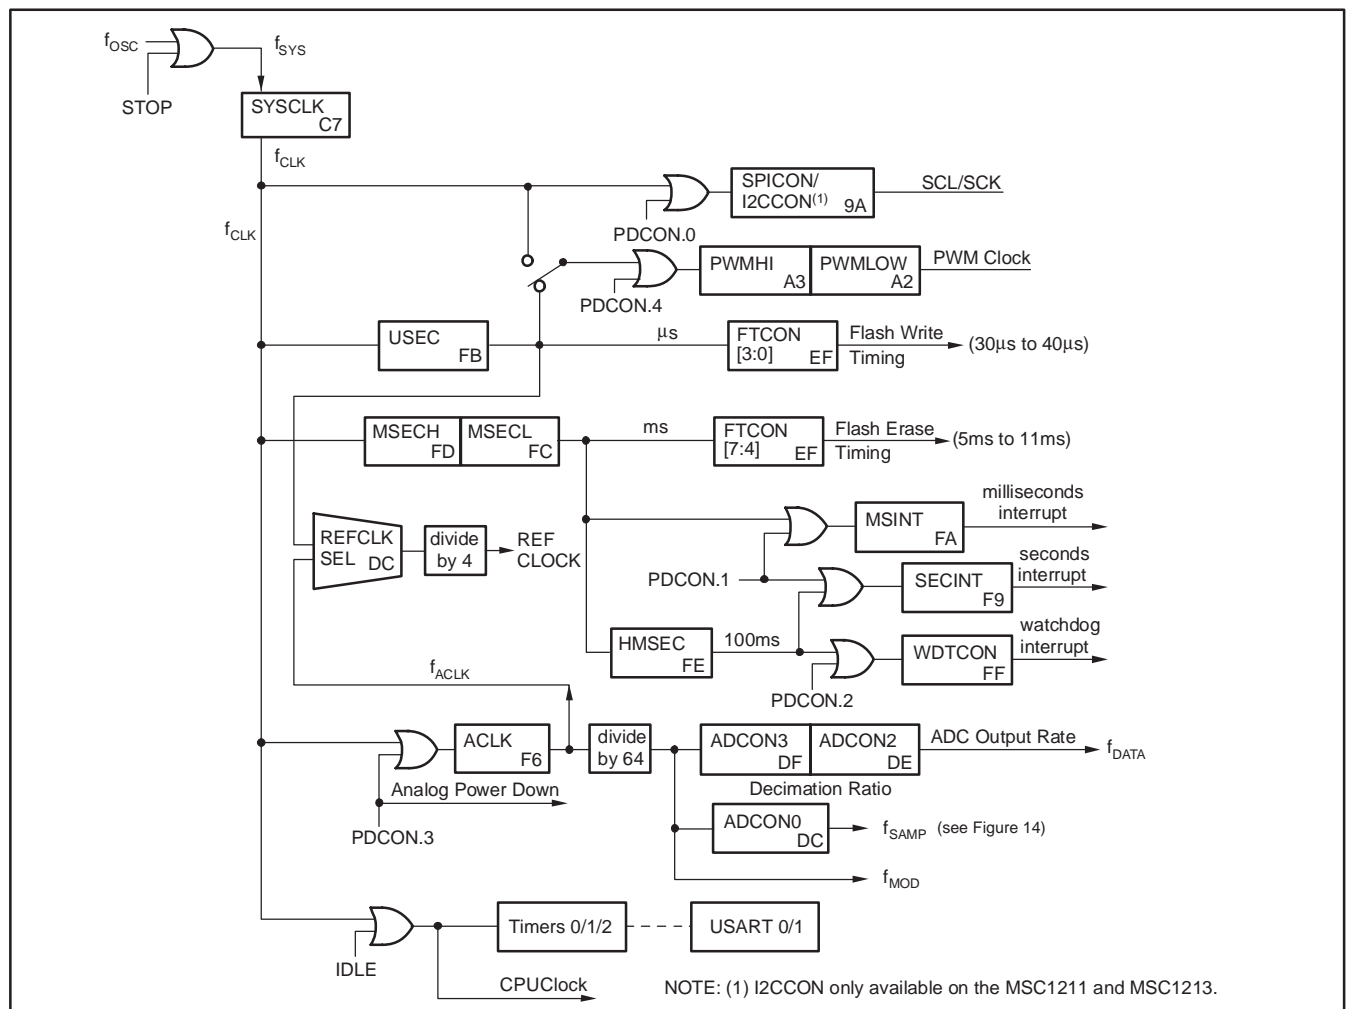 fOSC
fSYS
STOP
SYSCLK
C7
fCLK
fCLK
SPICON/
I2CCON(1)
9A
SCL/SCK
PDCON.0
PWMHI
A3
PWMLOW
A2
PWM Clock
PDCON.4
USEC
FB
µs
FTCON
[3:0]
EF
Flash Write
Timing
(30µs to 40µs)
MSECH
FD
MSECL
FC
ms
FTCON
[7:4]
EF
Flash Erase
Timing
(5ms to 11ms)
milliseconds
interrupt
MSINT
FA
REFCLK
SEL
DC
divide
by 4
REF
CLOCK
PDCON.1
seconds
interrupt
SECINT
F9
HMSEC
FE
100ms
watchdog
interrupt
WDTCON
FF
PDCON.2
fACLK
ACLK
F6
divide
by 64
ADCON3
DF
ADCON2
DE
ADC Output Rate
fDATA
Analog Power Down
Decimation Ratio
PDCON.3
ADCON0
DC
fSAMP (see Figure 14)
fMOD
Timers 0/1/2
USART 0/1
IDLE
CPUClock
NOTE: (1) I2CCON only available on the MSC1211 and MSC1213.